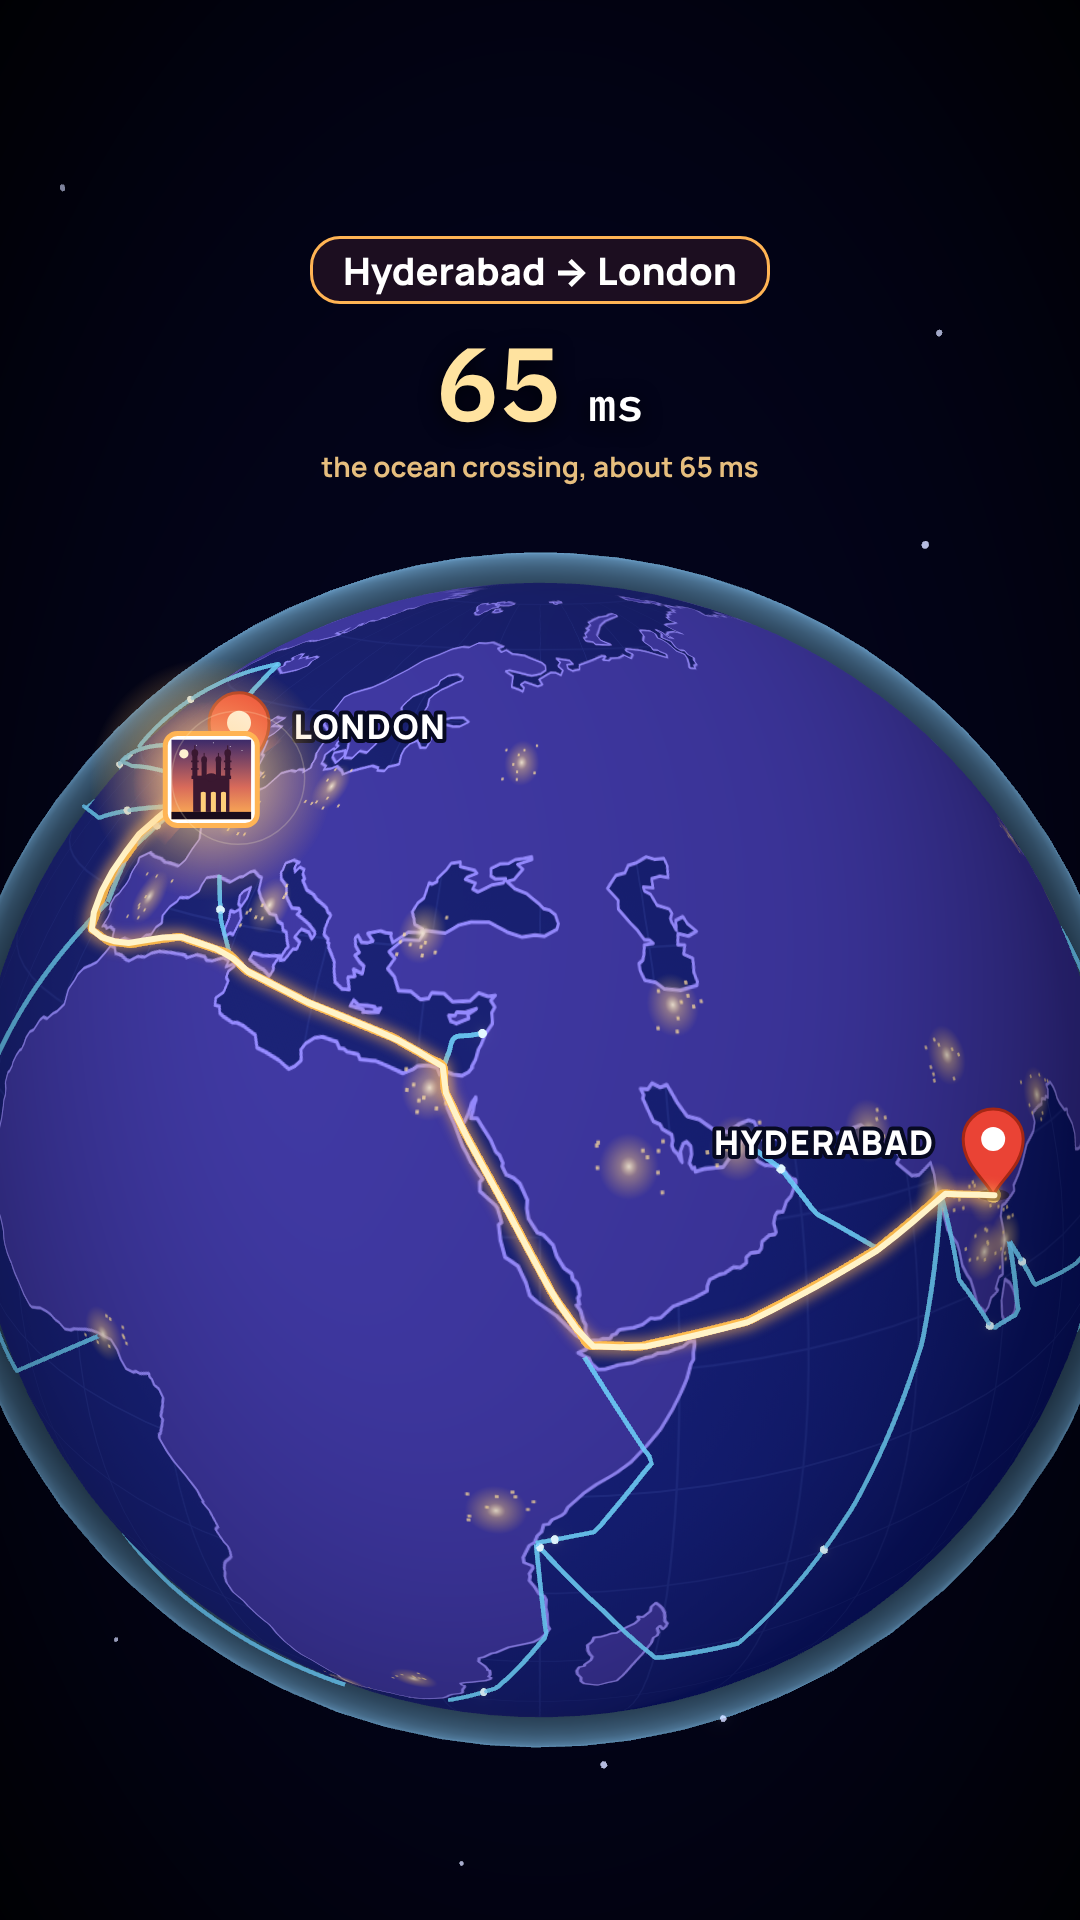 Hyderabad → London
65 ms
the ocean crossing, about 65 ms
LONDON
HYDERABAD